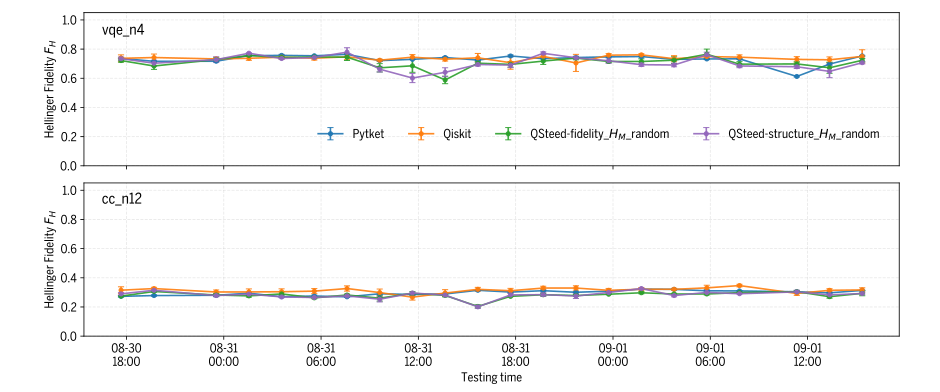 1.0
vqe_n4
0.8
0.6
0.4
0.2
0.0
Hellinger Fidelity F_H
Pytket
Qiskit
QSteed-fidelity_H_M_random
QSteed-structure_H_M_random
1.0
cc_n12
0.8
0.6
0.4
0.2
0.0
Hellinger Fidelity F_H
08-30 18:00
08-31 00:00
08-31 06:00
08-31 12:00
08-31 18:00
09-01 00:00
09-01 06:00
09-01 12:00
Testing time